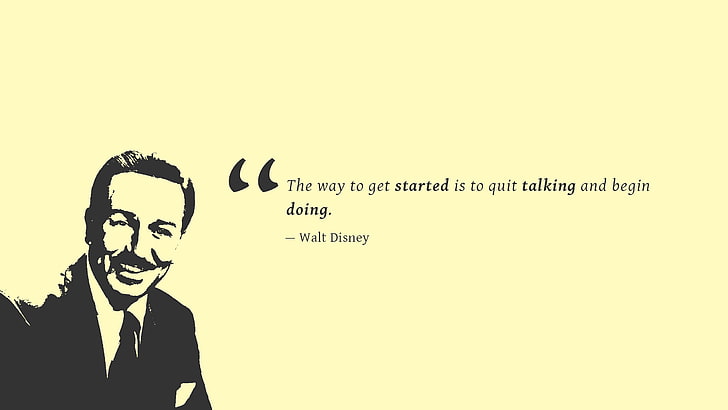 “
The way to get started is to quit talking and begin
doing.
— Walt Disney